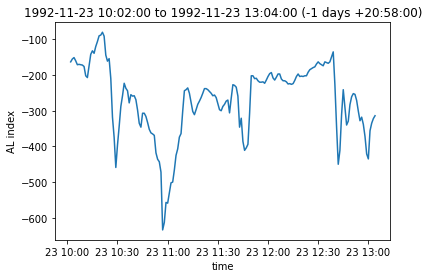 1992-11-23 10:02:00 to 1992-11-23 13:04:00 (-1 days +20:58:00)
−100
−200
−300
−400
−500
−600
AL index
23 10:00 23 10:30 23 11:00 23 11:30 23 12:00 23 12:30 23 13:00
time